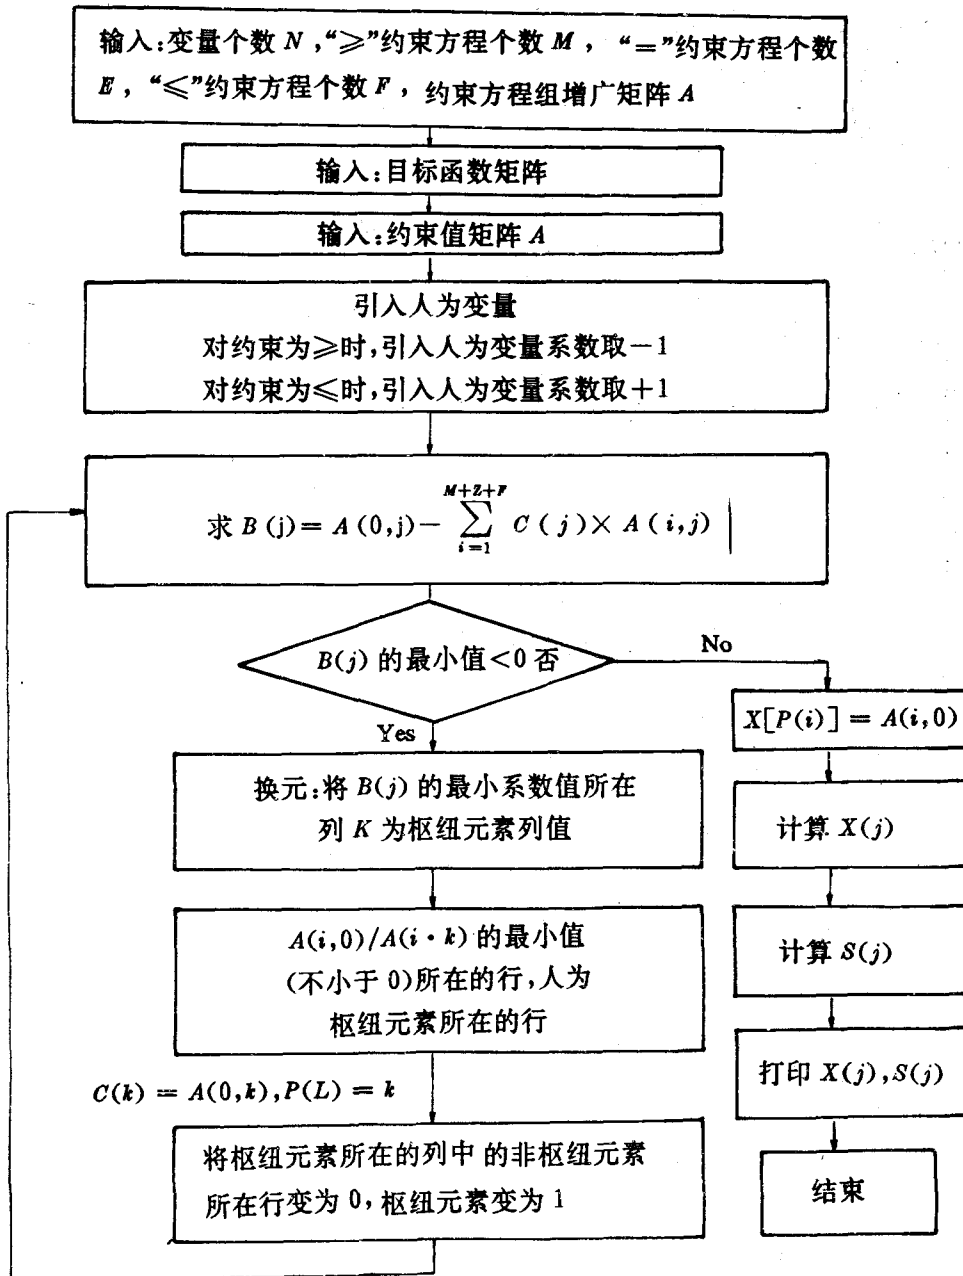 输入:变量个数 N ,“≥”约束方程个数 M , “=”约束方程个数
E , “≤”约束方程个数 F , 约束方程组增广矩阵 A
输入:目标函数矩阵
输入:约束值矩阵 A
引入人为变量
对约束为≥时,引入人为变量系数取-1
对约束为≤时,引入人为变量系数取+1
求 B (j)= A (0,j)- \sum_{i=1}^{M+Z+F} C ( j )× A ( i,j ) |
B(j) 的最小值<0 否
No
Yes
换元:将 B(j) 的最小系数值所在
列 K 为枢纽元素列值
A(i,0)/A(i·k) 的最小值
(不小于 0)所在的行,人为
枢纽元素所在的行
C(k) = A(0,k),P(L) = k
将枢纽元素所在的列中 的非枢纽元素
所在行变为 0, 枢纽元素变为 1
X[P(i)] = A(i,0)
计算 X(j)
计算 S(j)
打印 X(j),S(j)
结束